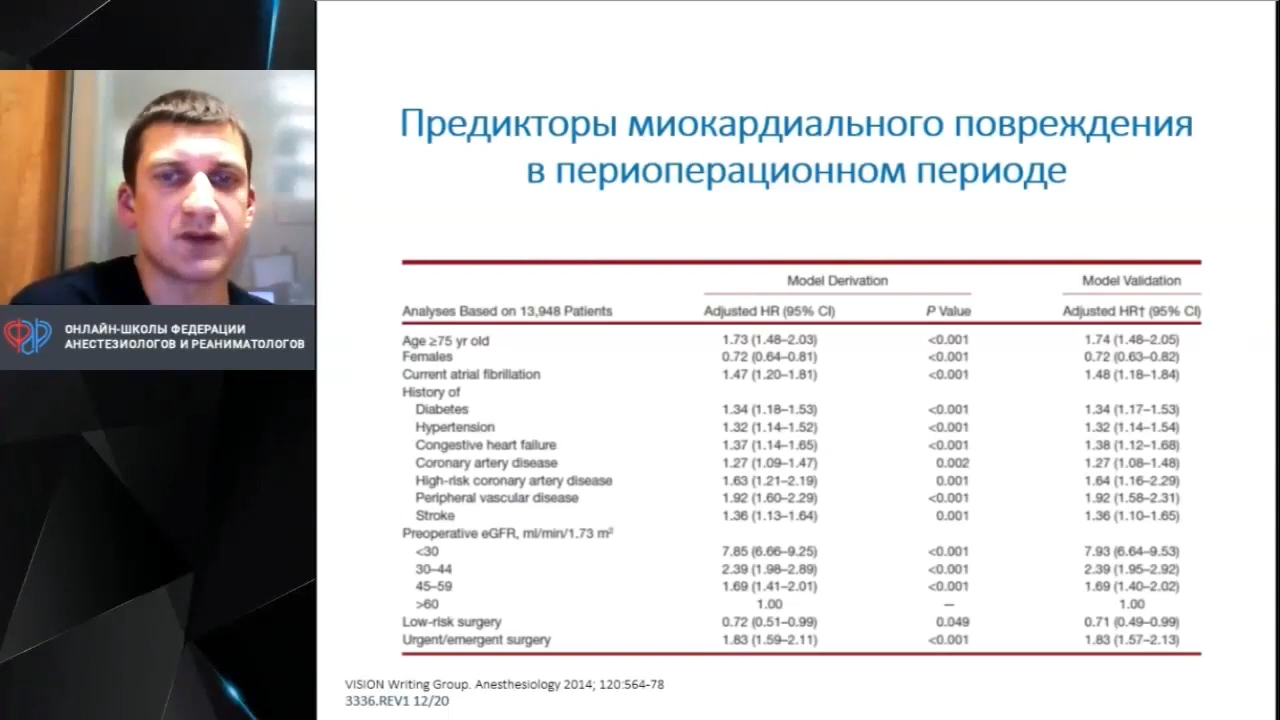 Предикторы миокардиального повреждения
в периоперационном периоде
ОНЛАЙН-ШКОЛЫ ФЕДЕРАЦИИ
АНЕСТЕЗИОЛОГОВ И РЕАНИМАТОЛОГОВ
Model Derivation Model Validation
Analyses Based on 13,948 Patients Adjusted HR (95% CI) P Value Adjusted HR† (95% CI)
Age ≥75 yr old 1.73 (1.48–2.03) <0.001 1.74 (1.48–2.05)
Females 0.72 (0.64–0.81) <0.001 0.72 (0.63–0.82)
Current atrial fibrillation 1.47 (1.20–1.81) <0.001 1.48 (1.18–1.84)
History of
Diabetes 1.34 (1.18–1.53) <0.001 1.34 (1.17–1.53)
Hypertension 1.32 (1.14–1.52) <0.001 1.32 (1.14–1.54)
Congestive heart failure 1.37 (1.14–1.65) <0.001 1.38 (1.12–1.68)
Coronary artery disease 1.27 (1.09–1.47) 0.002 1.27 (1.08–1.48)
High-risk coronary artery disease 1.63 (1.21–2.19) 0.001 1.64 (1.16–2.29)
Peripheral vascular disease 1.92 (1.60–2.29) <0.001 1.92 (1.58–2.31)
Stroke 1.36 (1.13–1.64) 0.001 1.36 (1.10–1.65)
Preoperative eGFR, ml/min/1.73 m²
<30 7.85 (6.66–9.25) <0.001 7.93 (6.64–9.53)
30–44 2.39 (1.98–2.89) <0.001 2.39 (1.95–2.92)
45–59 1.69 (1.41–2.01) <0.001 1.69 (1.40–2.02)
>60 1.00 — 1.00
Low-risk surgery 0.72 (0.51–0.99) 0.049 0.71 (0.49–0.99)
Urgent/emergent surgery 1.83 (1.59–2.11) <0.001 1.83 (1.57–2.13)
VISION Writing Group. Anesthesiology 2014; 120:564-78
3336.REV1 12/20